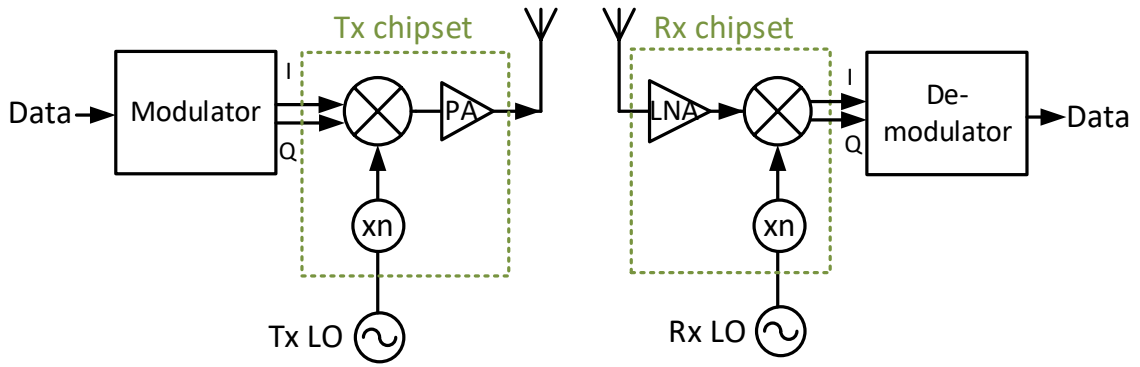 Tx chipset
Rx chipset
Data
Modulator
I
Q
PA
LNA
I
Q
De-
modulator
Data
xn
xn
Tx LO
Rx LO